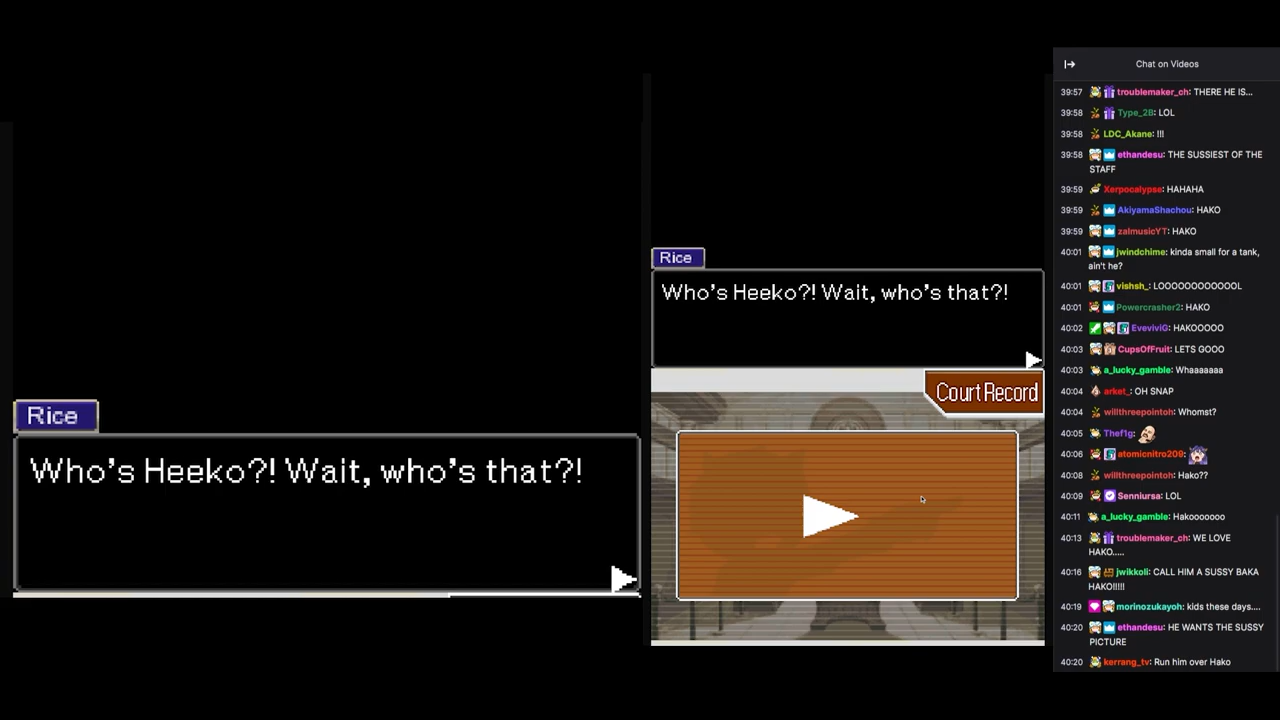 Rice
Who's Heeko?! Wait, who's that?!
Rice
Who's Heeko?! Wait, who's that?!
Court Record
Chat on Videos
39:57 troublemaker_ch: THERE HE IS...
39:58 Type_2B: LOL
39:58 LDC_Akane: !!!
39:58 ethandesu: THE SUSSIEST OF THE
STAFF
39:59 Xerpocalypse: HAHAHA
39:59 AkiyamaShachou: HAKO
39:59 zalmusicYT: HAKO
40:01 jwindchime: kinda small for a tank,
ain't he?
40:01 vishsh_: LOOOOOOOOOOOL
40:01 Powercrasher2: HAKO
40:02 EveviviG: HAKOOOOO
40:03 CupsOfFruit: LETS GOOO
40:03 a_lucky_gamble: Whaaaaaaa
40:04 arket_: OH SNAP
40:04 willthreepointoh: Whomst?
40:05 Thef1g:
40:06 atomicnitro209:
40:08 willthreepointoh: Hako??
40:09 Senniursa: LOL
40:11 a_lucky_gamble: Hakooooooo
40:13 troublemaker_ch: WE LOVE
HAKO.....
40:16 jwikkoli: CALL HIM A SUSSY BAKA
HAKO!!!!!
40:19 morinozukayoh: kids these days....
40:20 ethandesu: HE WANTS THE SUSSY
PICTURE
40:20 kerrang_tv: Run him over Hako